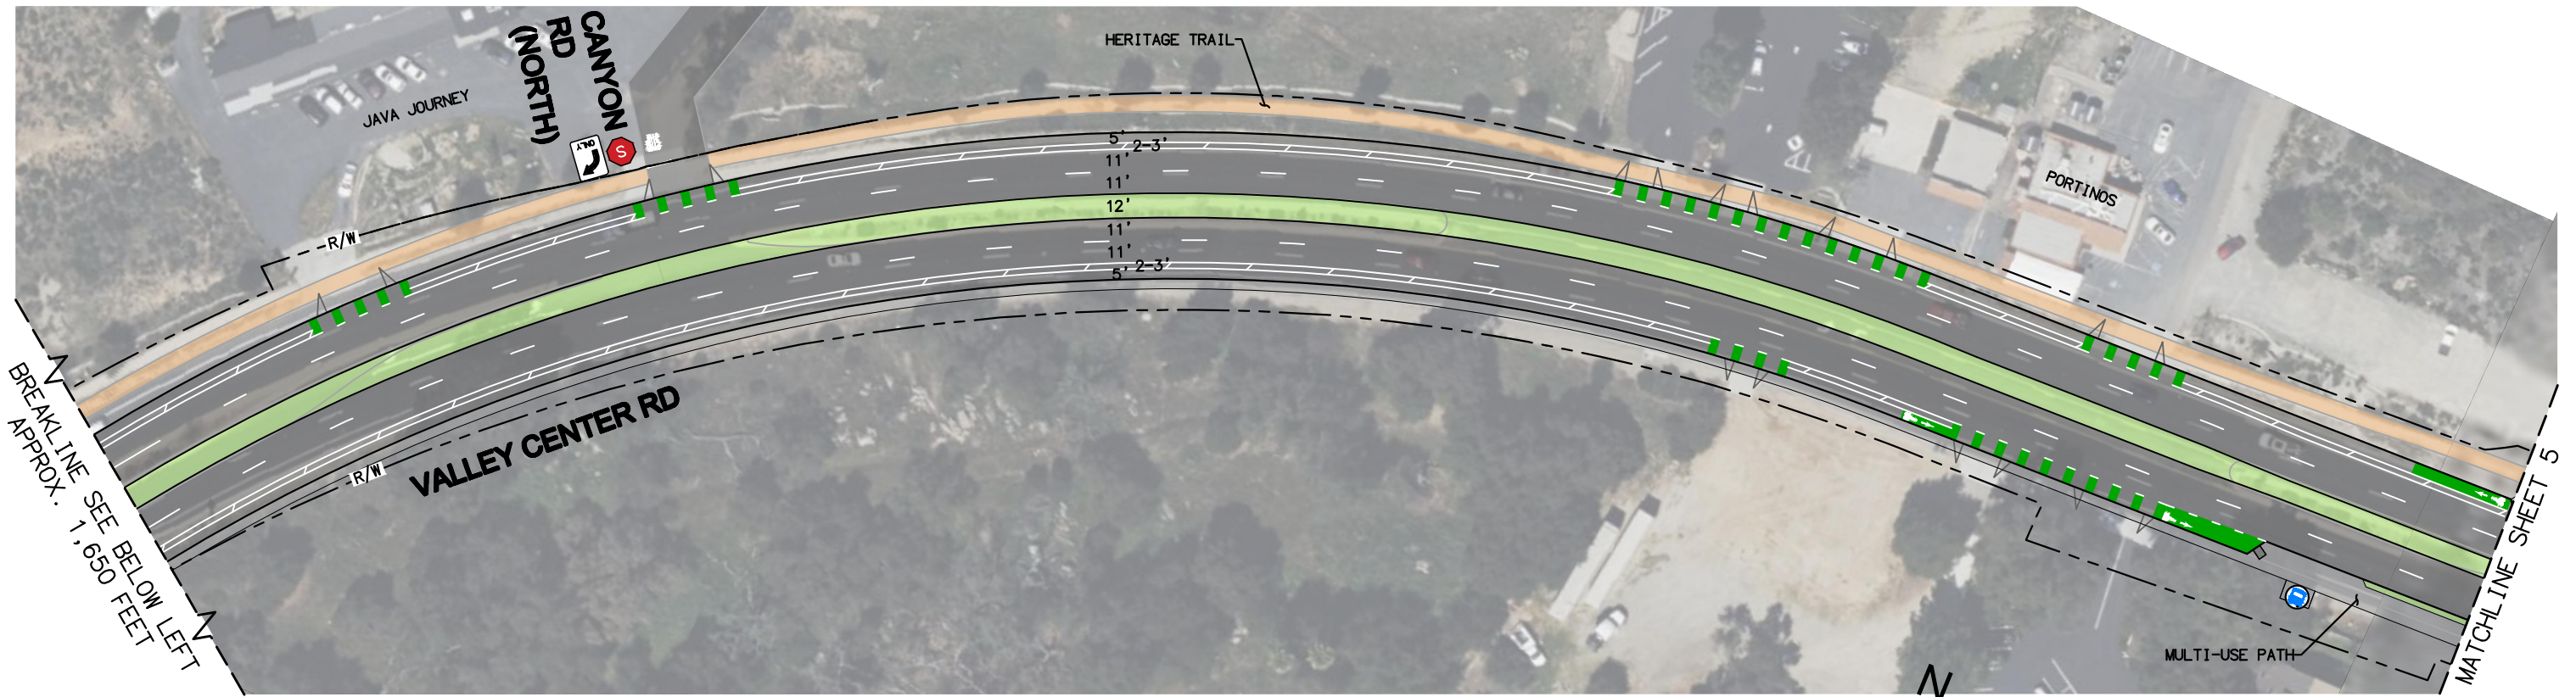 CANYON
RD
(NORTH)
ONLY
S
JAVA JOURNEY
HERITAGE TRAIL
R/W
5'
2-3'
11'
11'
12'
11'
11'
2-3'
5'
PORTINOS
R/W
VALLEY CENTER RD
BREAKLINE SEE BELOW LEFT
APPROX. 1,650 FEET
MATCHLINE SHEET 5
MULTI-USE PATH
N